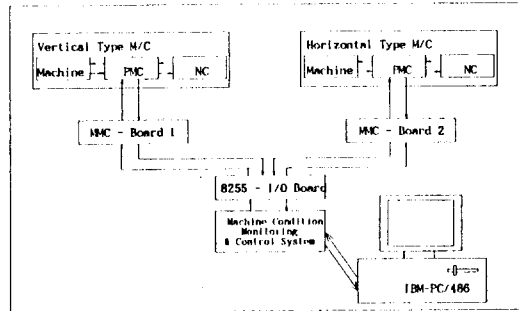 Vertical Type M/C
Machine PMC NC
Horizontal Type M/C
Machine PMC NC
MMC - Board 1
MMC - Board 2
8255 - I/O Board
Machine Condition
Monitoring
& Control System
IBM-PC/486